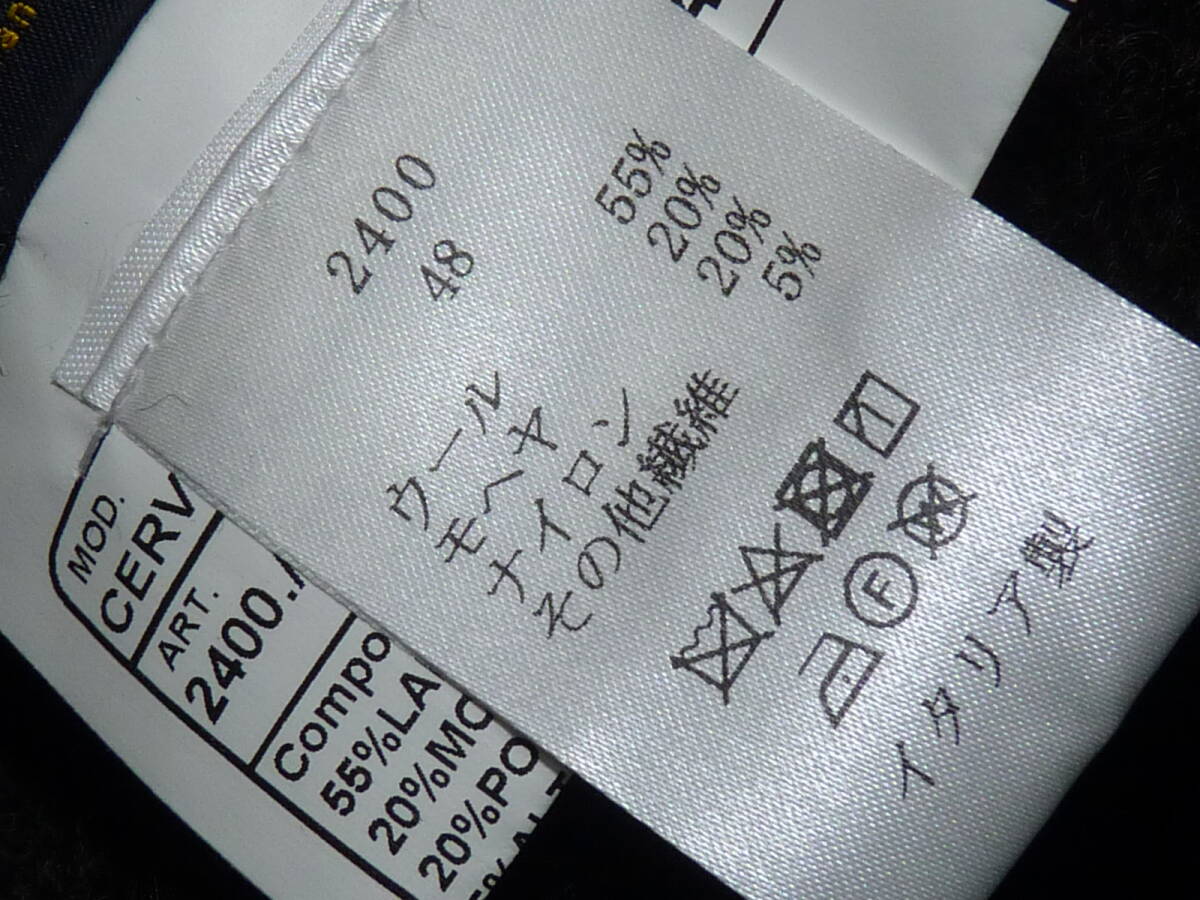 2400
48
ウール 55%
モヘヤ 20%
ナイロン 20%
その他繊維 5%
F
イタリア製
MOD.
CERV
ART.
2400.
Compo
55%LA
20%MO
20%PO